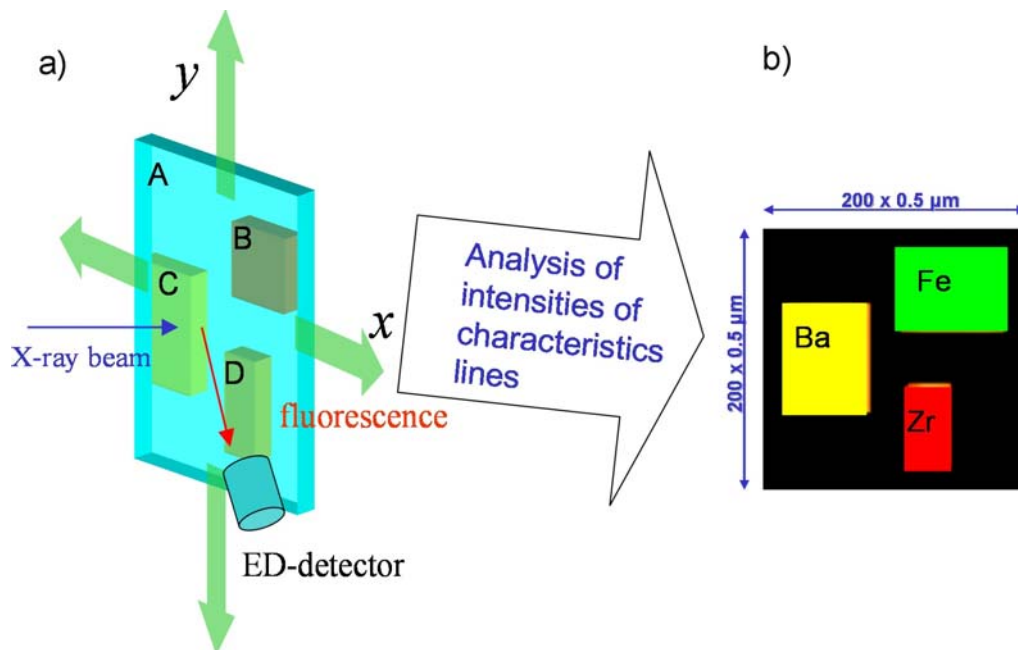 a)
y
A
B
C
X-ray beam
D
x
fluorescence
ED-detector
Analysis of
intensities of
characteristics
lines
b)
200 x 0.5 µm
200 x 0.5 µm
Fe
Ba
Zr